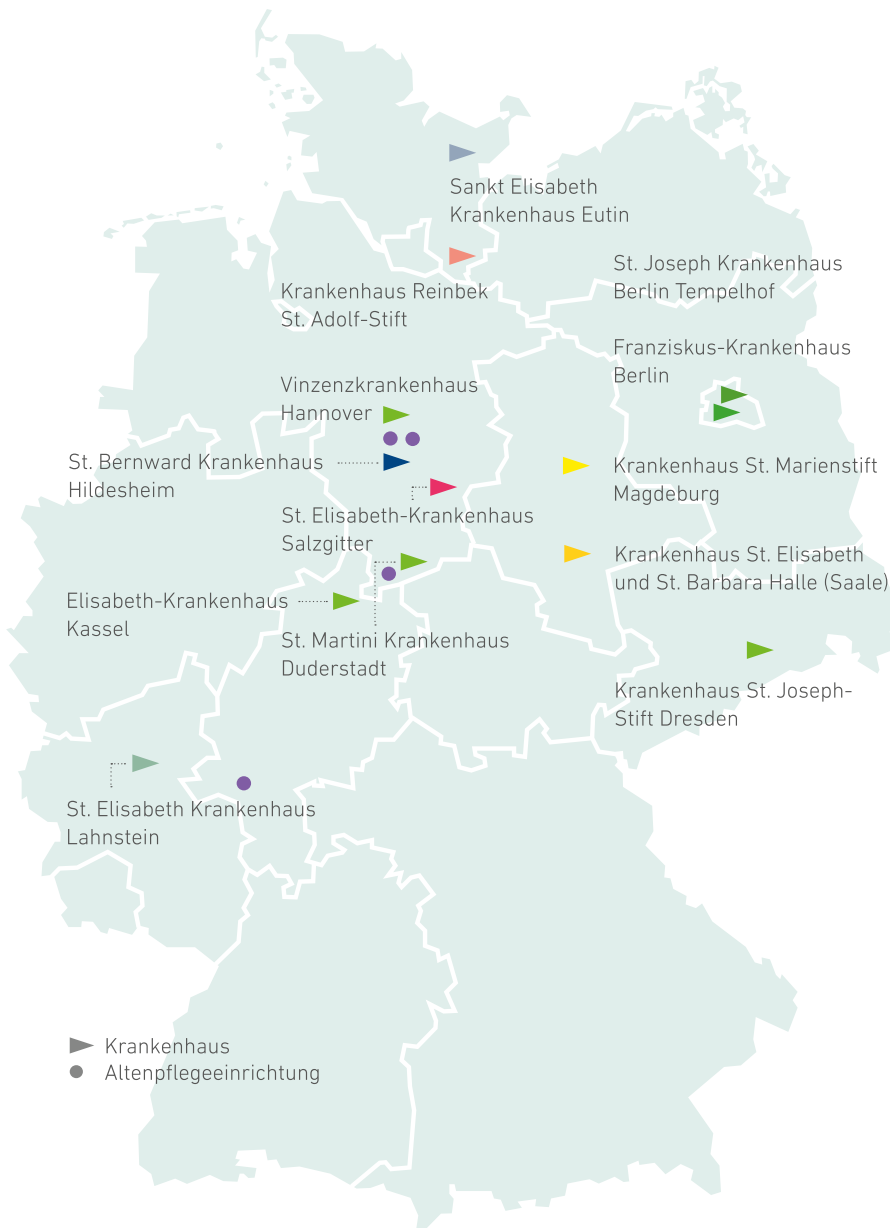 Sankt Elisabeth
Krankenhaus Eutin
Krankenhaus Reinbek
St. Adolf-Stift
St. Joseph Krankenhaus
Berlin Tempelhof
Franziskus-Krankenhaus
Berlin
Vinzenzkrankenhaus
Hannover
St. Bernward Krankenhaus
Hildesheim
Krankenhaus St. Marienstift
Magdeburg
St. Elisabeth-Krankenhaus
Salzgitter
Krankenhaus St. Elisabeth
und St. Barbara Halle (Saale)
Elisabeth-Krankenhaus
Kassel
St. Martini Krankenhaus
Duderstadt
Krankenhaus St. Joseph-
Stift Dresden
St. Elisabeth Krankenhaus
Lahnstein
Krankenhaus
Altenpflegeeinrichtung